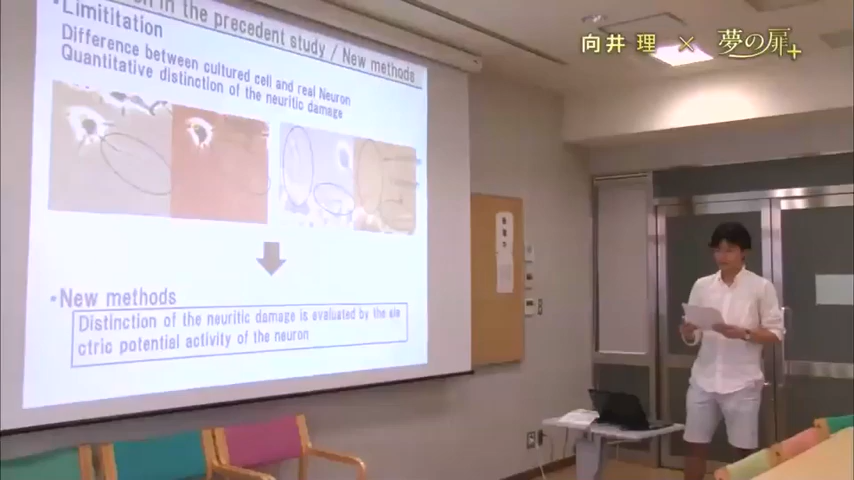 向井 理 × 夢の扉+
on in the precedent study / New methods
•Limititation
Difference between cultured cell and real Neuron
Quantitative distinction of the neuritic damage
•New methods
Distinction of the neuritic damage is evaluated by the ele
ctric potential activity of the neuron